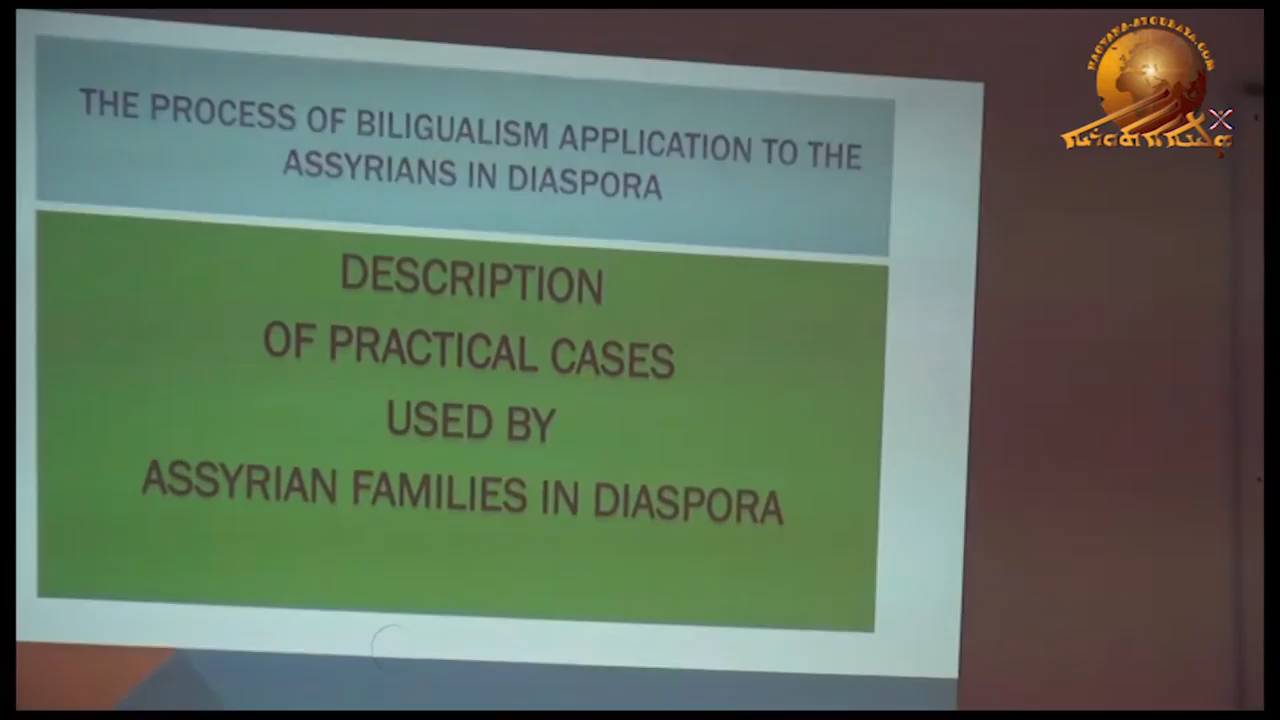 THE PROCESS OF BILIGUALISM APPLICATION TO THE
ASSYRIANS IN DIASPORA
DESCRIPTION
OF PRACTICAL CASES
USED BY
ASSYRIAN FAMILIES IN DIASPORA